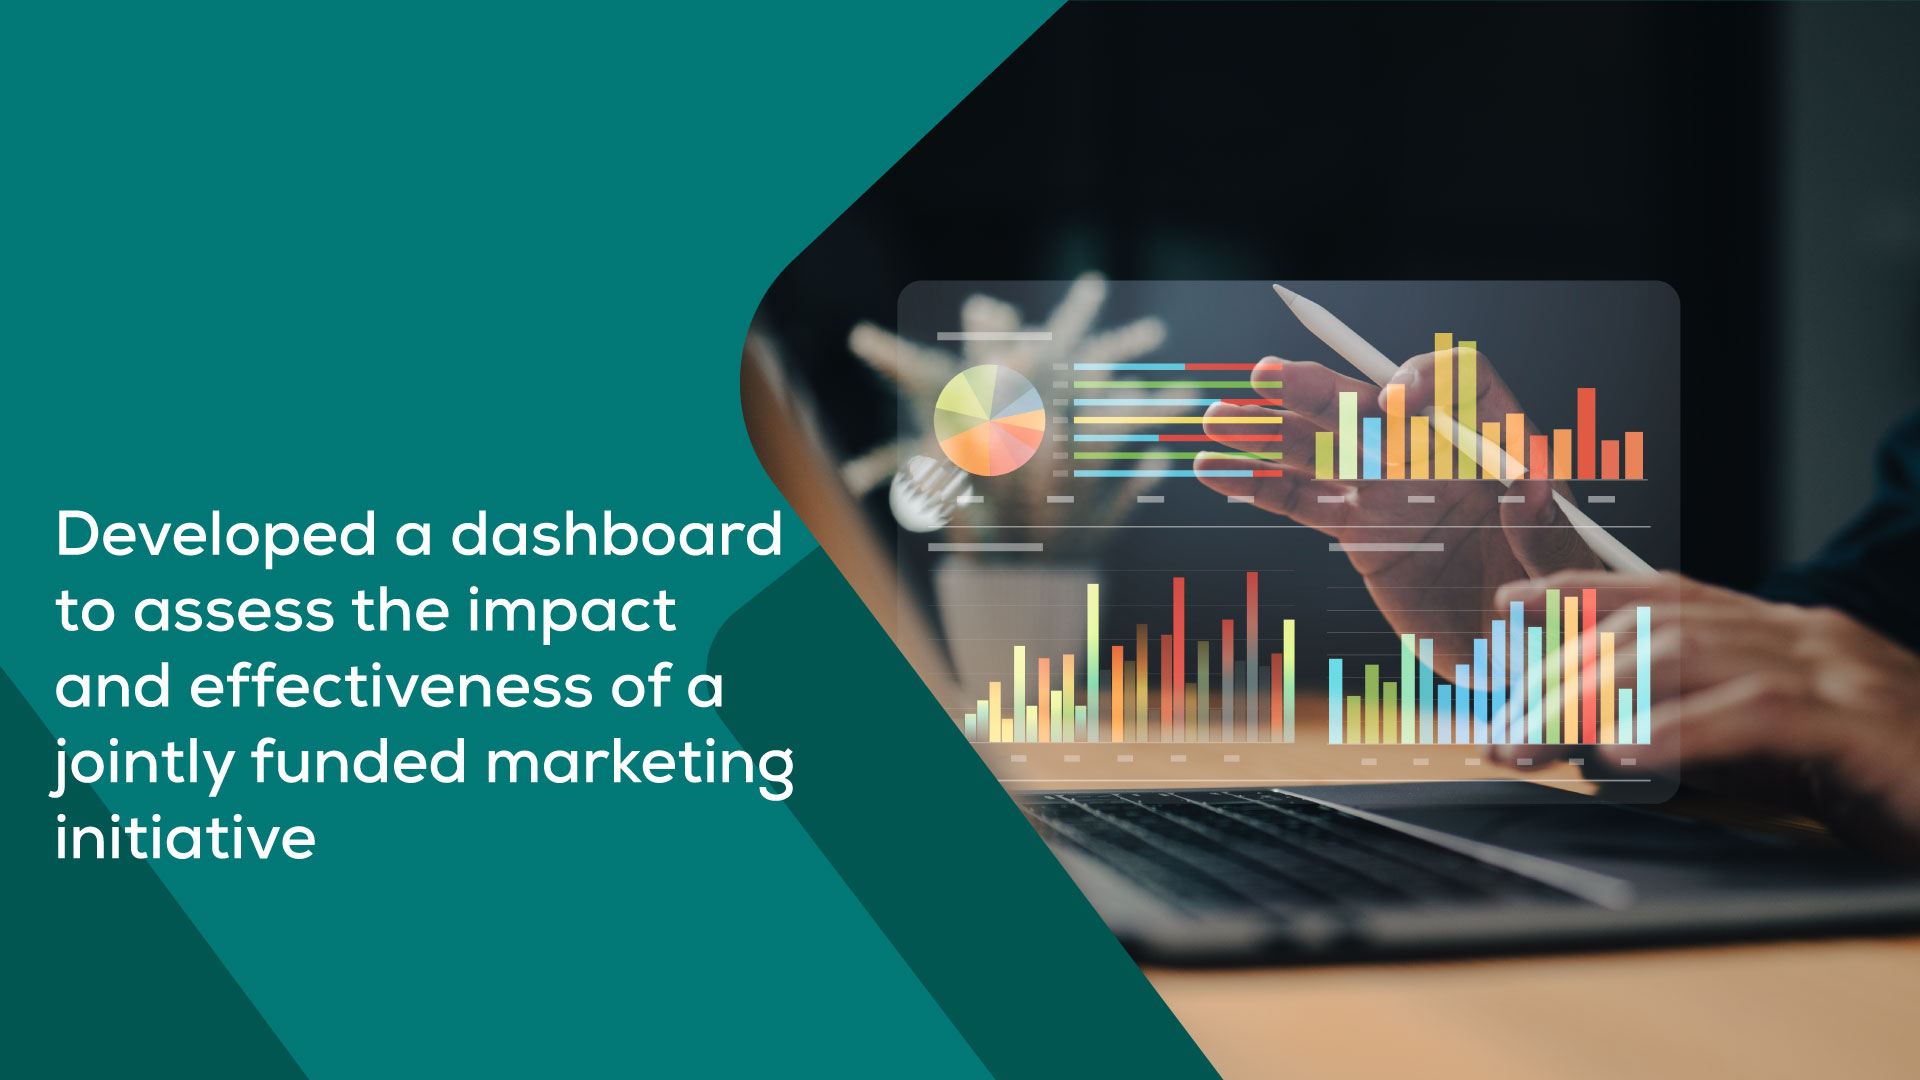 Developed a dashboard
to assess the impact
and effectiveness of a
jointly funded marketing
initiative